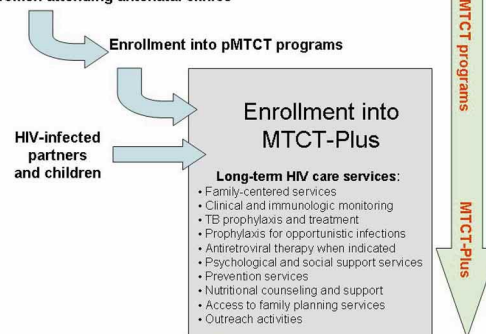 attending antenatal clinics
Enrollment into pMTCT programs
HIV-infected
partners
and children
Enrollment into
MTCT-Plus
Long-term HIV care services:
• Family-centered services
• Clinical and immunologic monitoring
• TB prophylaxis and treatment
• Prophylaxis for opportunistic infections
• Antiretroviral therapy when indicated
• Psychological and social support services
• Prevention services
• Nutritional counseling and support
• Access to family planning services
• Outreach activities
MTCT programs
MTCT-Plus